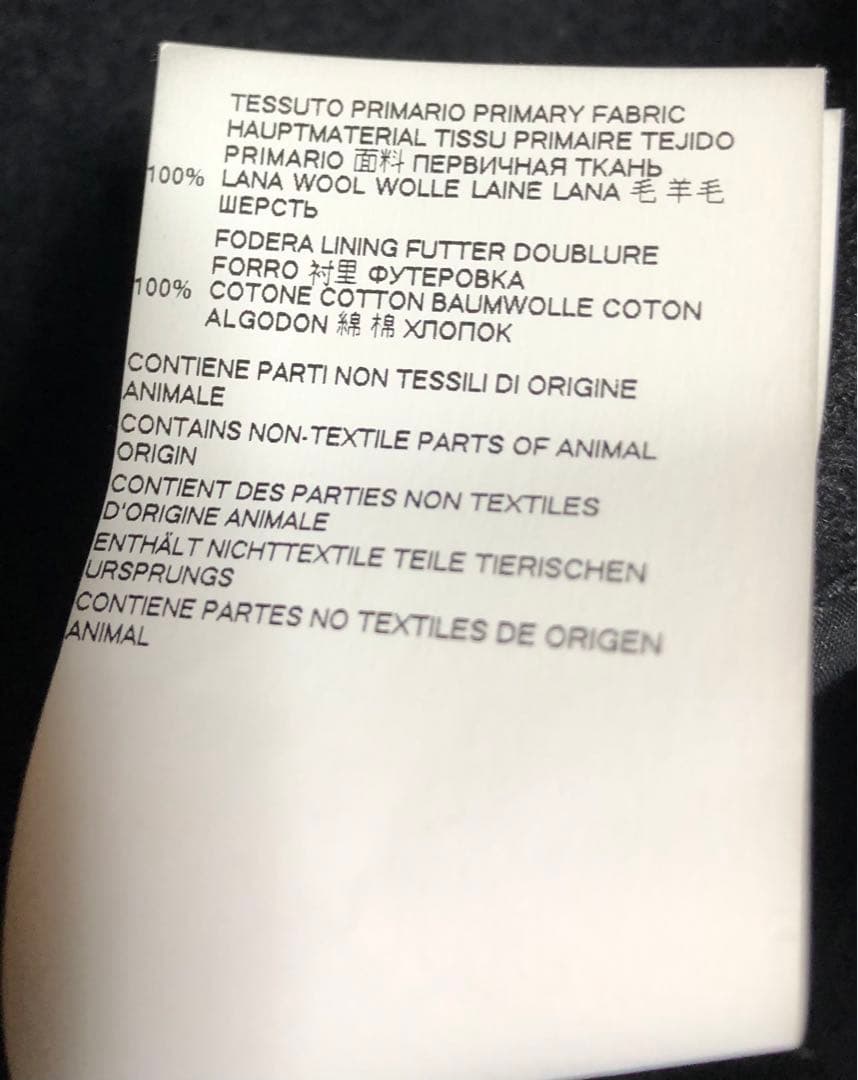 TESSUTO PRIMARIO PRIMARY FABRIC
HAUPTMATERIAL TISSU PRIMAIRE TEJIDO
PRIMARIO 面料 ПЕРВИЧНАЯ ТКАНЬ
100% LANA WOOL WOLLE LAINE LANA 毛 羊毛
ШЕРСТЬ
FODERA LINING FUTTER DOUBLURE
FORRO 衬里 ФУТЕРОВКА
100% COTONE COTTON BAUMWOLLE COTON
ALGODON 綿 棉 ХЛОПОК
CONTIENE PARTI NON TESSILI DI ORIGINE
ANIMALE
CONTAINS NON-TEXTILE PARTS OF ANIMAL
ORIGIN
CONTIENT DES PARTIES NON TEXTILES
D'ORIGINE ANIMALE
ENTHÄLT NICHTTEXTILE TEILE TIERISCHEN
URSPRUNGS
CONTIENE PARTES NO TEXTILES DE ORIGEN
ANIMAL